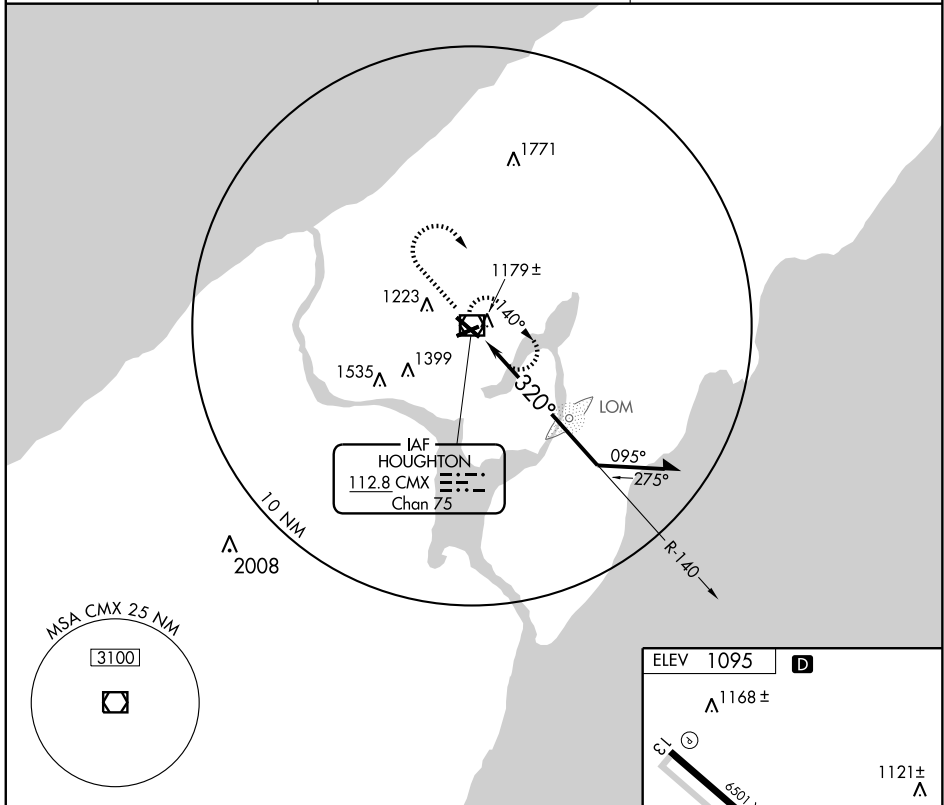 1771
1179 ±
1223
140°
1399
1535
320°
LOM
IAF
HOUGHTON
112.8 CMX
Chan 75
095°
275°
10 NM
R-140
2008
MSA CMX 25 NM
3100
ELEV 1095 D
1168 ±
13
P
1121±
6501